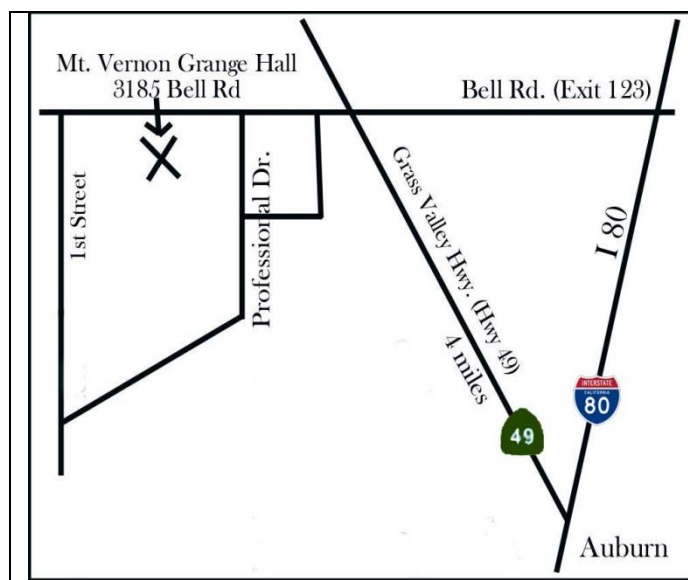 Mt. Vernon Grange Hall
3185 Bell Rd
Bell Rd. (Exit 123)
1st Street
Professional Dr.
Grass Valley Hwy. (Hwy 49)
4 miles
I 80
INTERSTATE
CALIFORNIA
80
49
Auburn